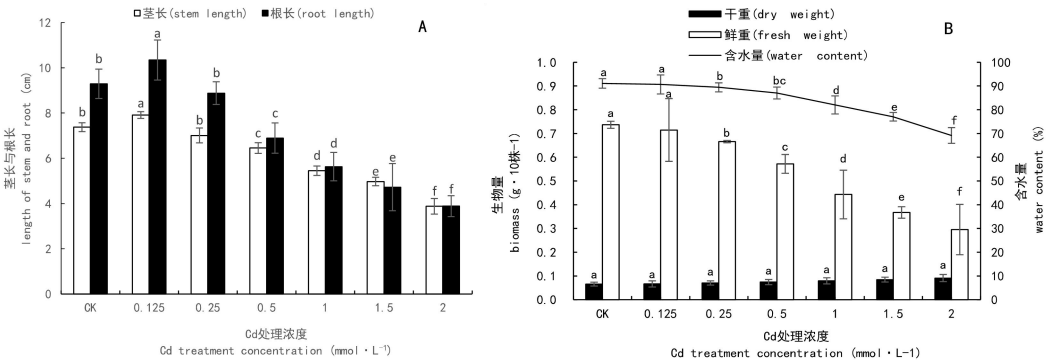 茎长(stem length) 根长(root length)
A
12
10
8
6
4
2
0
茎长与根长
length of stem and root (cm)
b b a a b b c c d d e e f f
CK 0.125 0.25 0.5 1 1.5 2
Cd处理浓度
Cd treatment concentration (mmol·L⁻¹)
干重(dry weight)
鲜重(fresh weight)
含水量(water content)
B
1.0
0.9
0.8
0.7
0.6
0.5
0.4
0.3
0.2
0.1
0.0
生物量
biomass (g·10株-1)
a a b bc d e f
a a b c d e f
a a a a a a a
100
90
80
70
60
50
40
30
20
10
0
含水量
water content (%)
CK 0.125 0.25 0.5 1 1.5 2
Cd处理浓度
Cd treatment concentration (mmol·L-1)